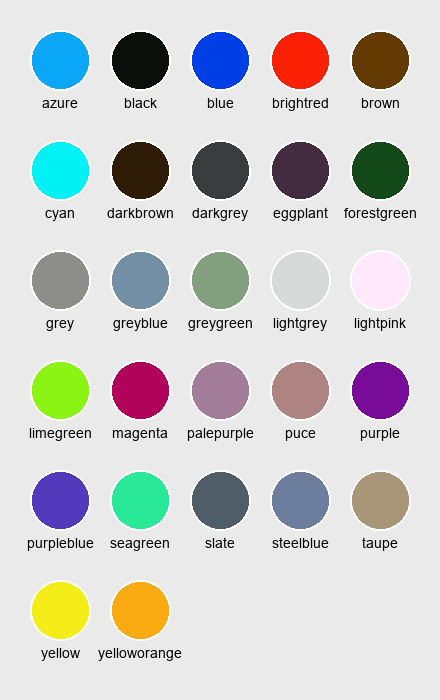 azure black blue brightred brown
cyan darkbrown darkgrey eggplant forestgreen
grey greyblue greygreen lightgrey lightpink
limegreen magenta palepurple puce purple
purpleblue seagreen slate steelblue taupe
yellow yelloworange